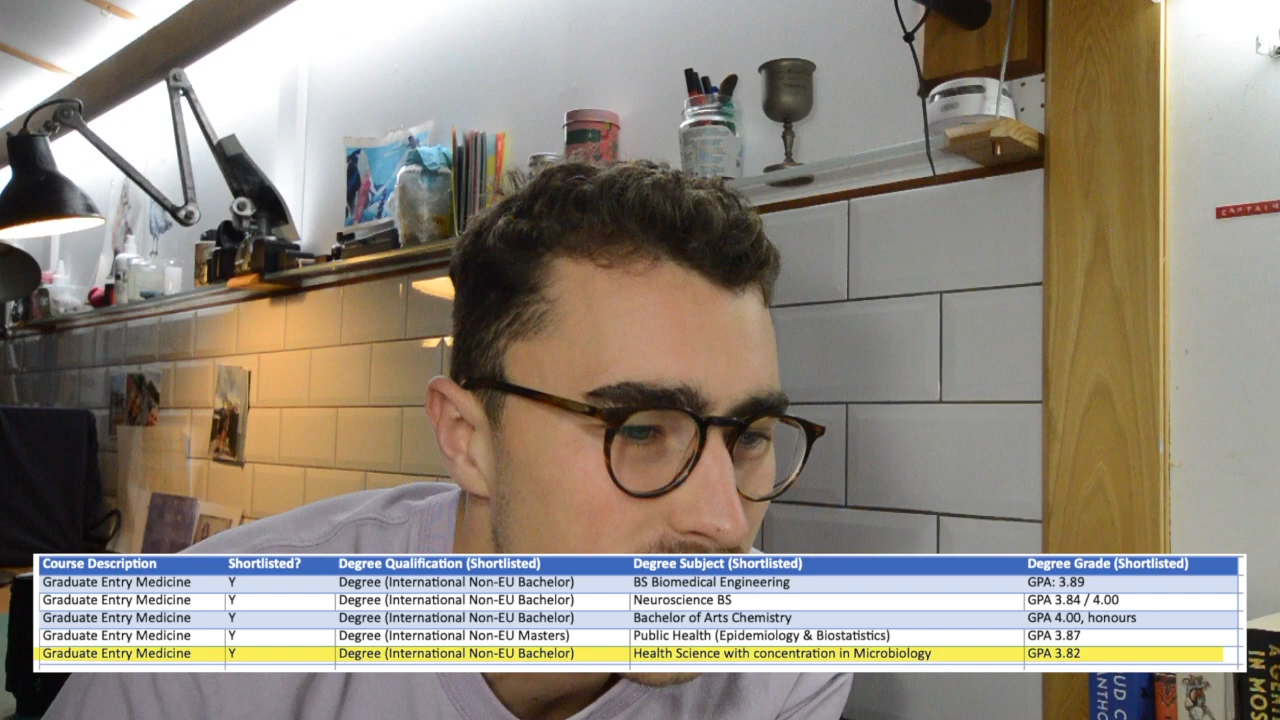 CAPTAIN
Course Description Shortlisted? Degree Qualification (Shortlisted) Degree Subject (Shortlisted) Degree Grade (Shortlisted)
Graduate Entry Medicine Y Degree (International Non-EU Bachelor) BS Biomedical Engineering GPA: 3.89
Graduate Entry Medicine Y Degree (International Non-EU Bachelor) Neuroscience BS GPA 3.84 / 4.00
Graduate Entry Medicine Y Degree (International Non-EU Bachelor) Bachelor of Arts Chemistry GPA 4.00, honours
Graduate Entry Medicine Y Degree (International Non-EU Masters) Public Health (Epidemiology & Biostatistics) GPA 3.87
Graduate Entry Medicine Y Degree (International Non-EU Bachelor) Health Science with concentration in Microbiology GPA 3.82
IN MOS